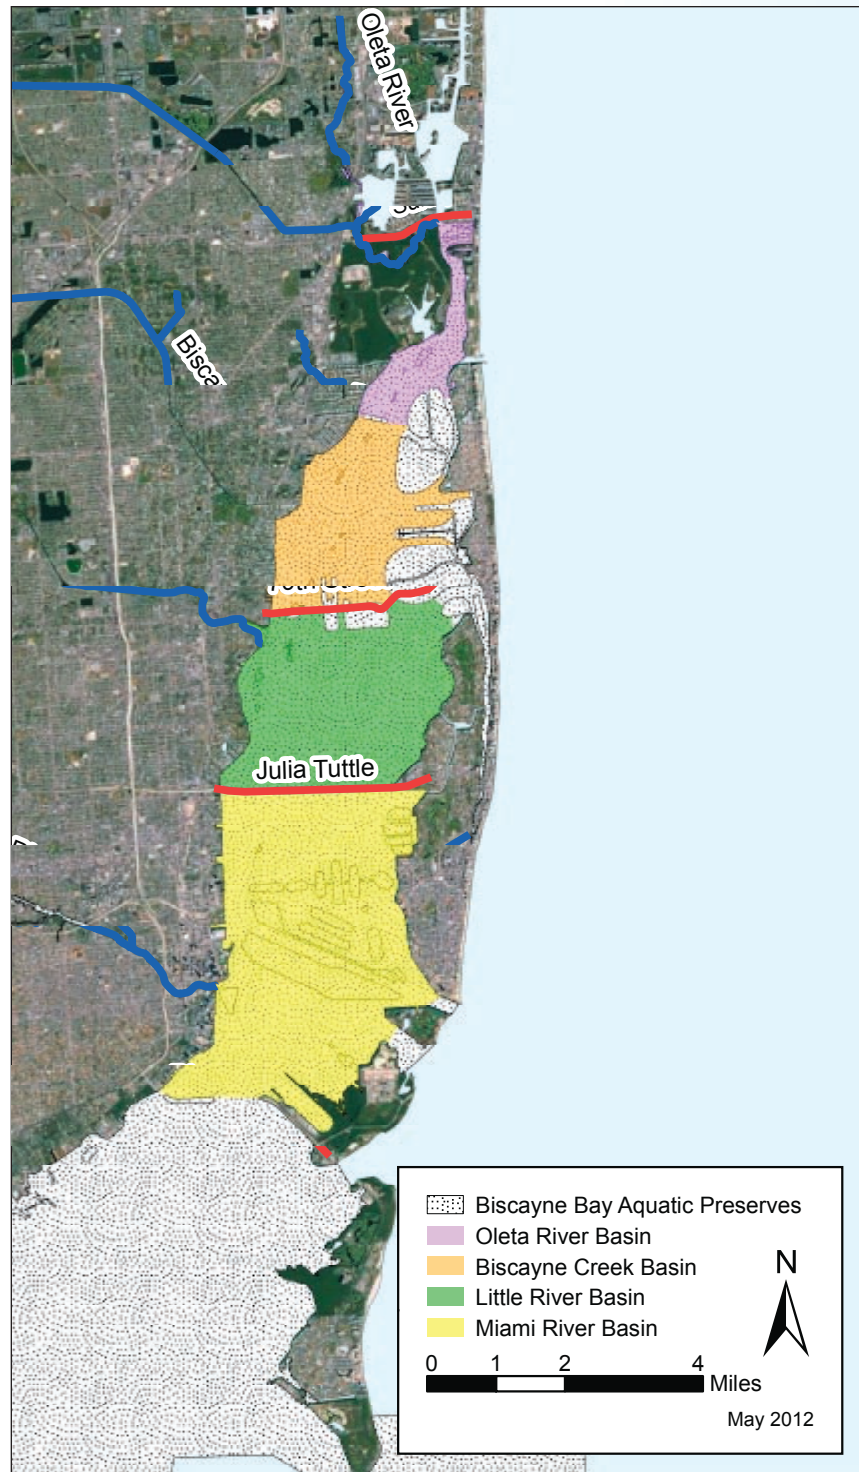 Oleta River
Julia Tuttle
Biscayne Bay Aquatic Preserves
Oleta River Basin
Biscayne Creek Basin
Little River Basin
Miami River Basin
N
0 1 2 4
Miles
May 2012